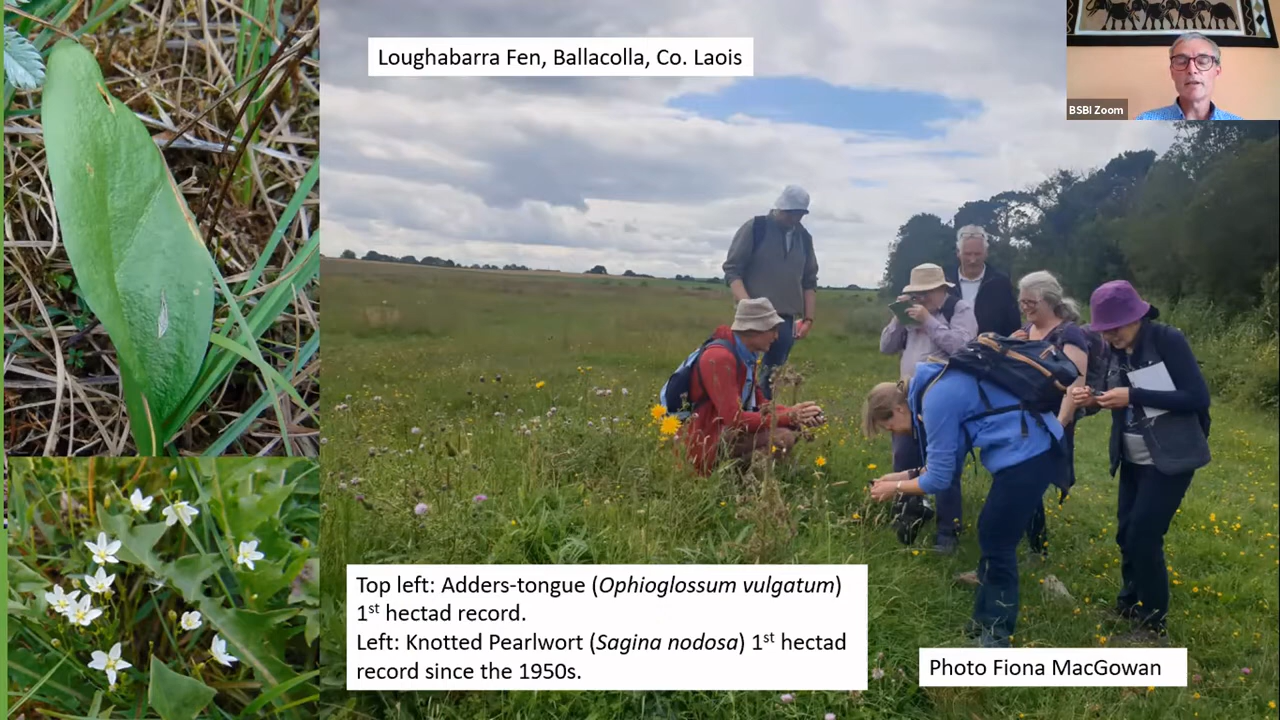 Loughabarra Fen, Ballacolla, Co. Laois
BSBI Zoom
Top left: Adders-tongue (Ophioglossum vulgatum)
1st hectad record.
Left: Knotted Pearlwort (Sagina nodosa) 1st hectad
record since the 1950s.
Photo Fiona MacGowan